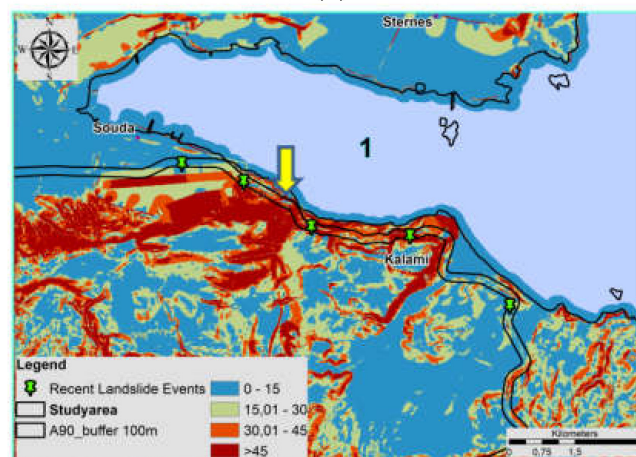 Sternes
N
W E
S
Souda
1
Kalami
Legend
Recent Landslide Events
Studyarea
A90_buffer 100m
0 - 15
15,01 - 30
30,01 - 45
>45
Kilometers
0 0,75 1,5